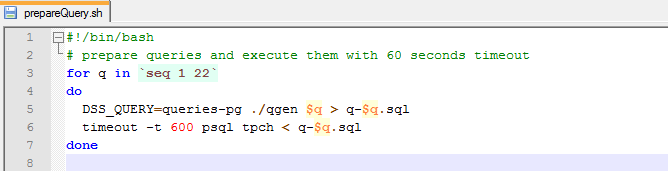 prepareQuery.sh
1 #!/bin/bash
2 # prepare queries and execute them with 60 seconds timeout
3 for q in `seq 1 22`
4 do
5 DSS_QUERY=queries-pg ./qgen $q > q-$q.sql
6 timeout -t 600 psql tpch < q-$q.sql
7 done
8